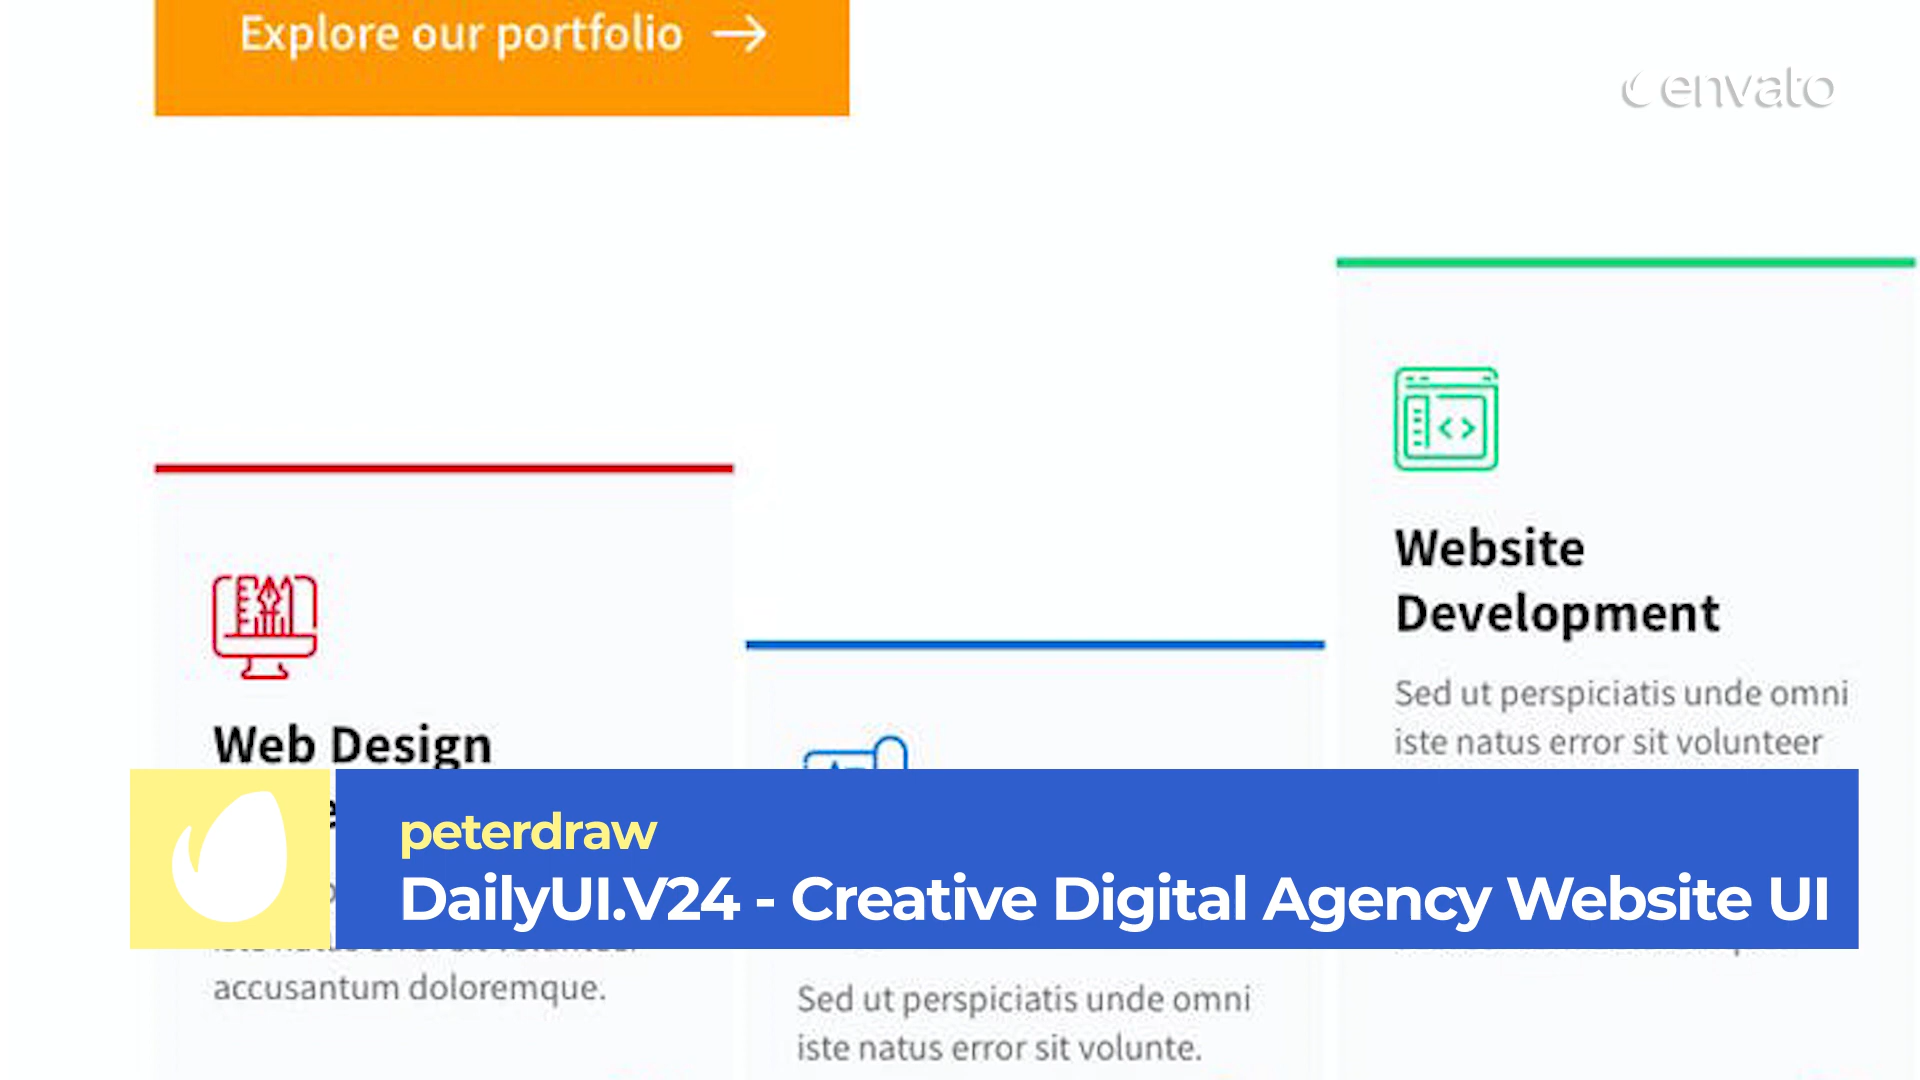 Explore our portfolio
envato
Website
Development
Sed ut perspiciatis unde omni
iste natus error sit volunteer
Web Design
peterdraw
DailyUI.V24 - Creative Digital Agency Website UI
accusantum doloremque.
Sed ut perspiciatis unde omni
iste natus error sit volunte.